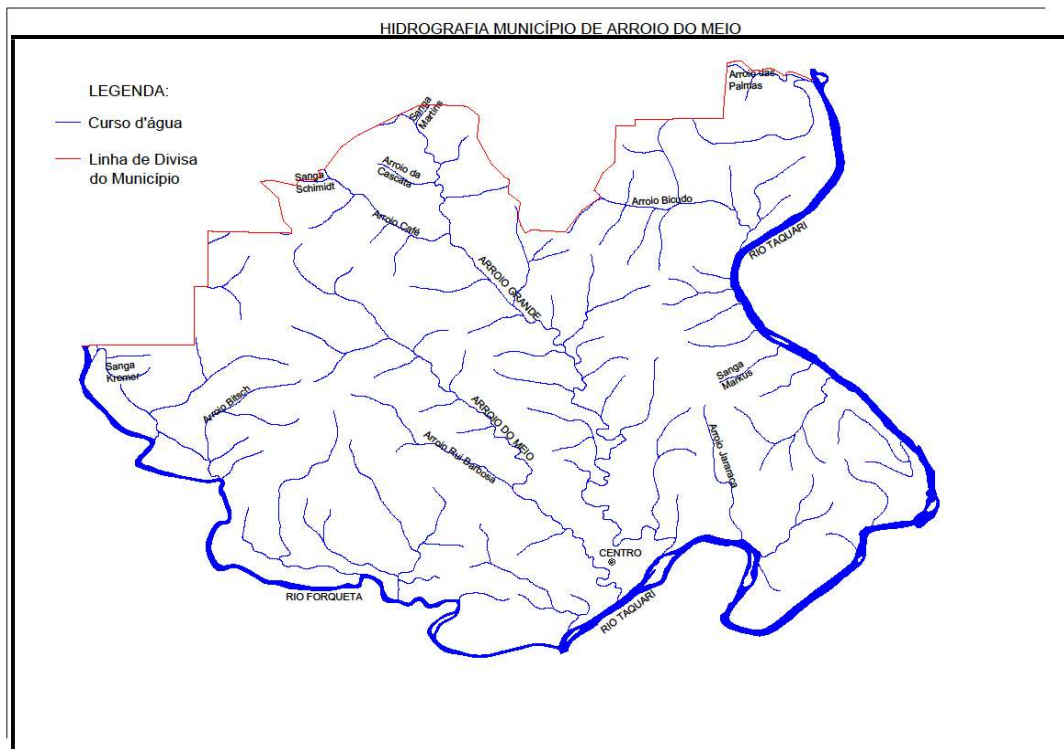 HIDROGRAFIA MUNICÍPIO DE ARROIO DO MEIO
LEGENDA:
Curso d'água
Linha de Divisa
do Município
Arroio das
Palmas
Sanga
Martins
Arroio da
Cascata
Sanga
Schimidt
Arroio Bicudo
Arroio Café
RIO TAQUARI
ARROIO GRANDE
Sanga
Kremer
Sanga
Markus
Arroio Bitsch
ARROIO DO MEIO
Arroio Rui Barbosa
Arroio Jararaça
CENTRO
RIO FORQUETA
RIO TAQUARI